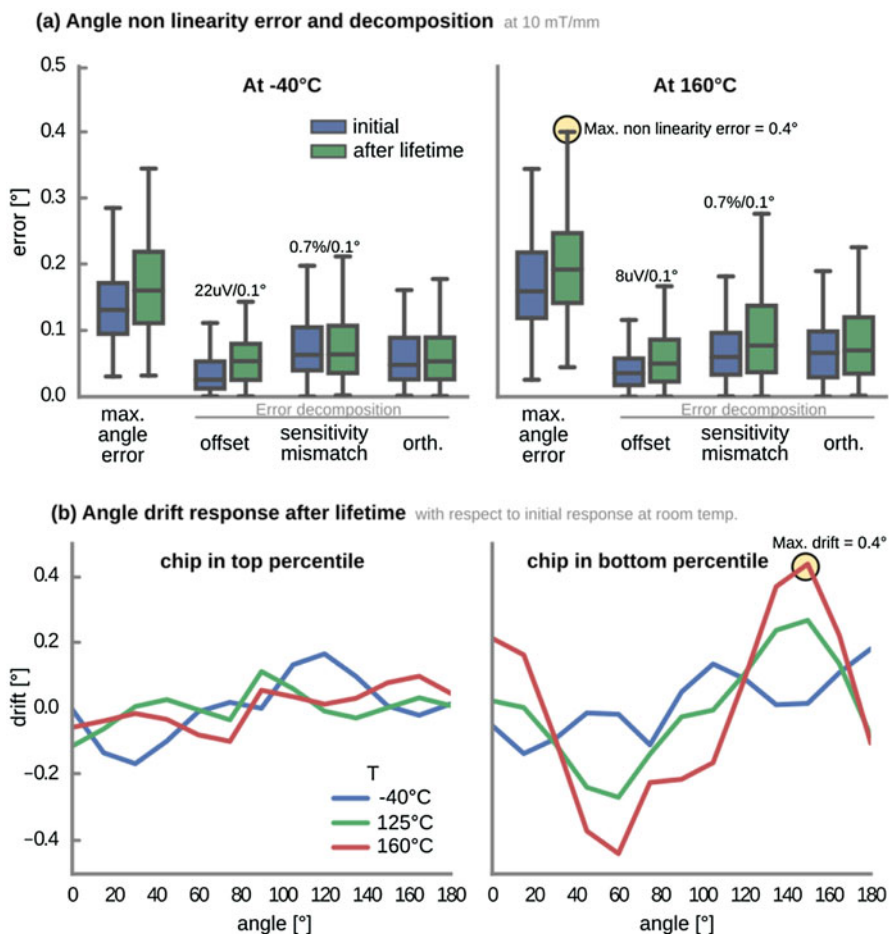 (a) Angle non linearity error and decomposition at 10 mT/mm
At -40°C
At 160°C
0.5
0.4
0.3
0.2
0.1
0.0
error [°]
initial
after lifetime
Max. non linearity error = 0.4°
22uV/0.1°
0.7%/0.1°
8uV/0.1°
0.7%/0.1°
max.
angle
error
Error decomposition
offset
sensitivity
mismatch
orth.
max.
angle
error
Error decomposition
offset
sensitivity
mismatch
orth.
(b) Angle drift response after lifetime with respect to initial response at room temp.
chip in top percentile
chip in bottom percentile
Max. drift = 0.4°
0.4
0.2
0.0
−0.2
−0.4
drift [°]
T
-40°C
125°C
160°C
0 20 40 60 80 100 120 140 160 180
angle [°]
0 20 40 60 80 100 120 140 160 180
angle [°]